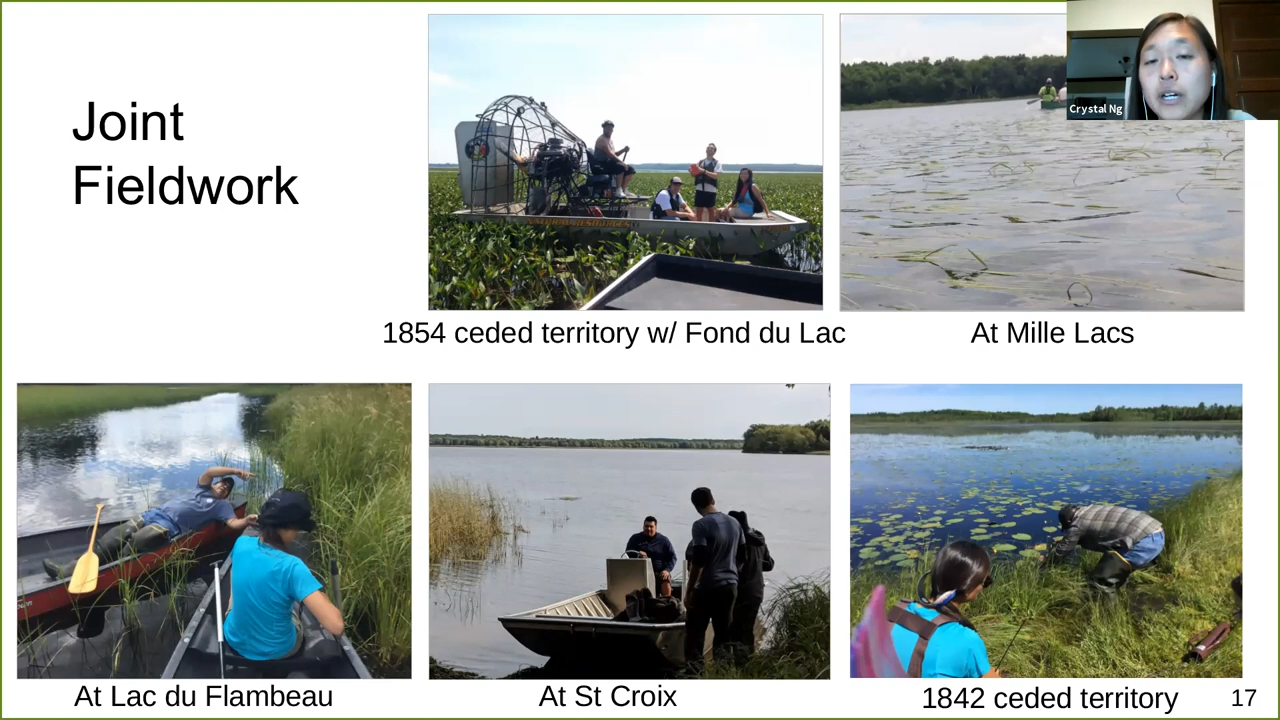 Joint
Fieldwork
Crystal Ng
1854 ceded territory w/ Fond du Lac
At Mille Lacs
At Lac du Flambeau
At St Croix
1842 ceded territory
17